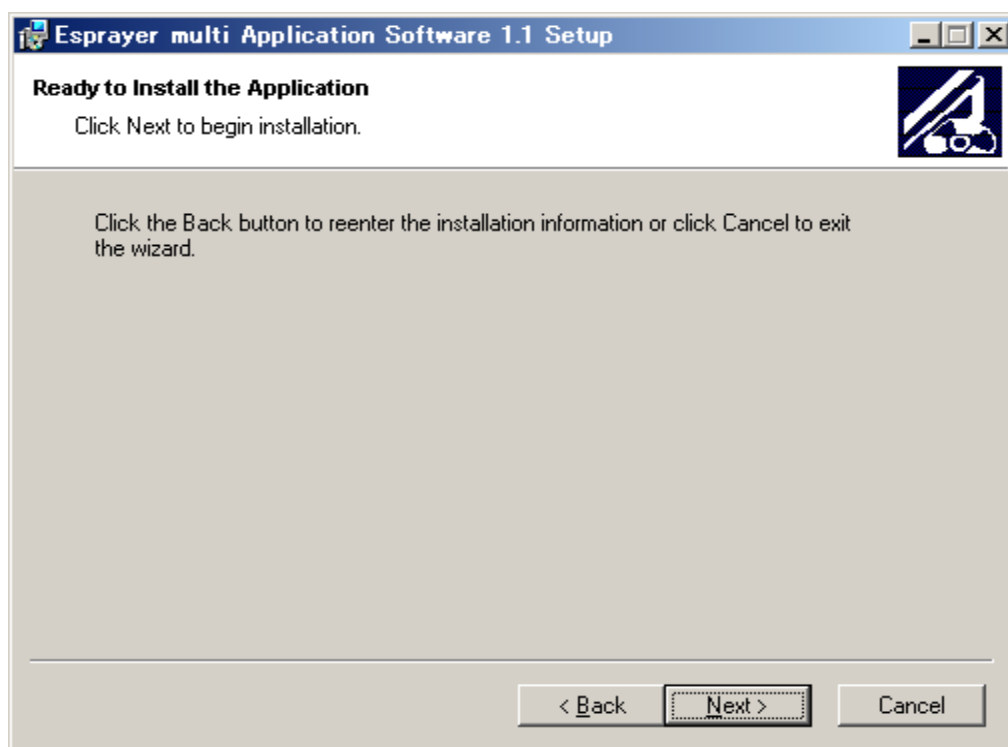 Esprayer multi Application Software 1.1 Setup
Ready to Install the Application
Click Next to begin installation.
Click the Back button to reenter the installation information or click Cancel to exit
the wizard.
< Back
Next >
Cancel